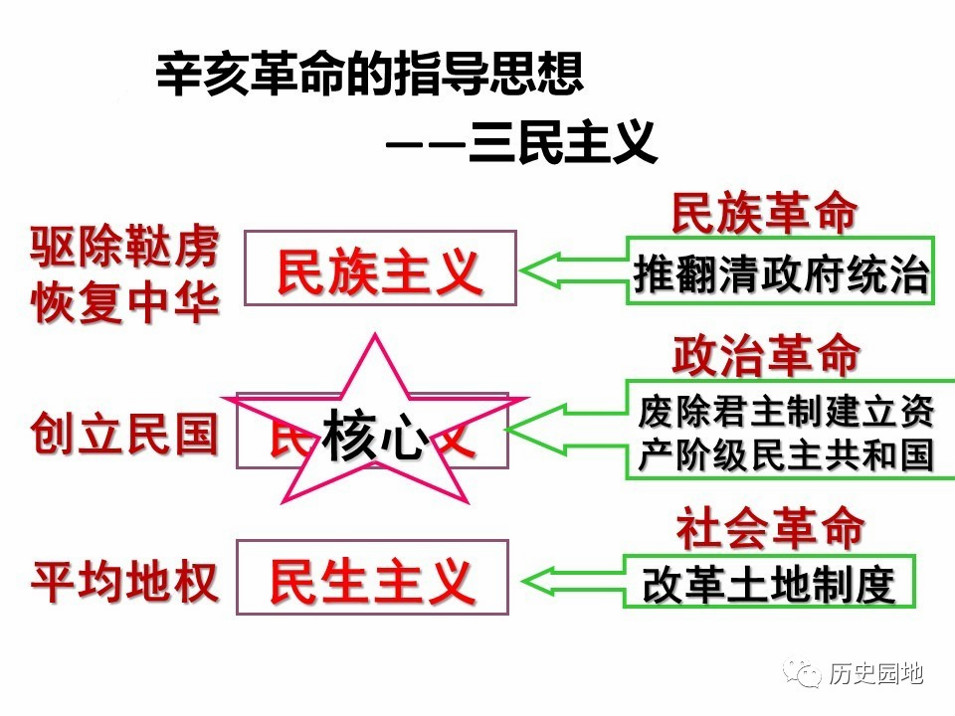 辛亥革命的指导思想
——三民主义
驱除鞑虏
恢复中华
民族主义
民族革命
推翻清政府统治
创立民国
民
核心
义
政治革命
废除君主制建立资
产阶级民主共和国
平均地权
民生主义
社会革命
改革土地制度
历史园地